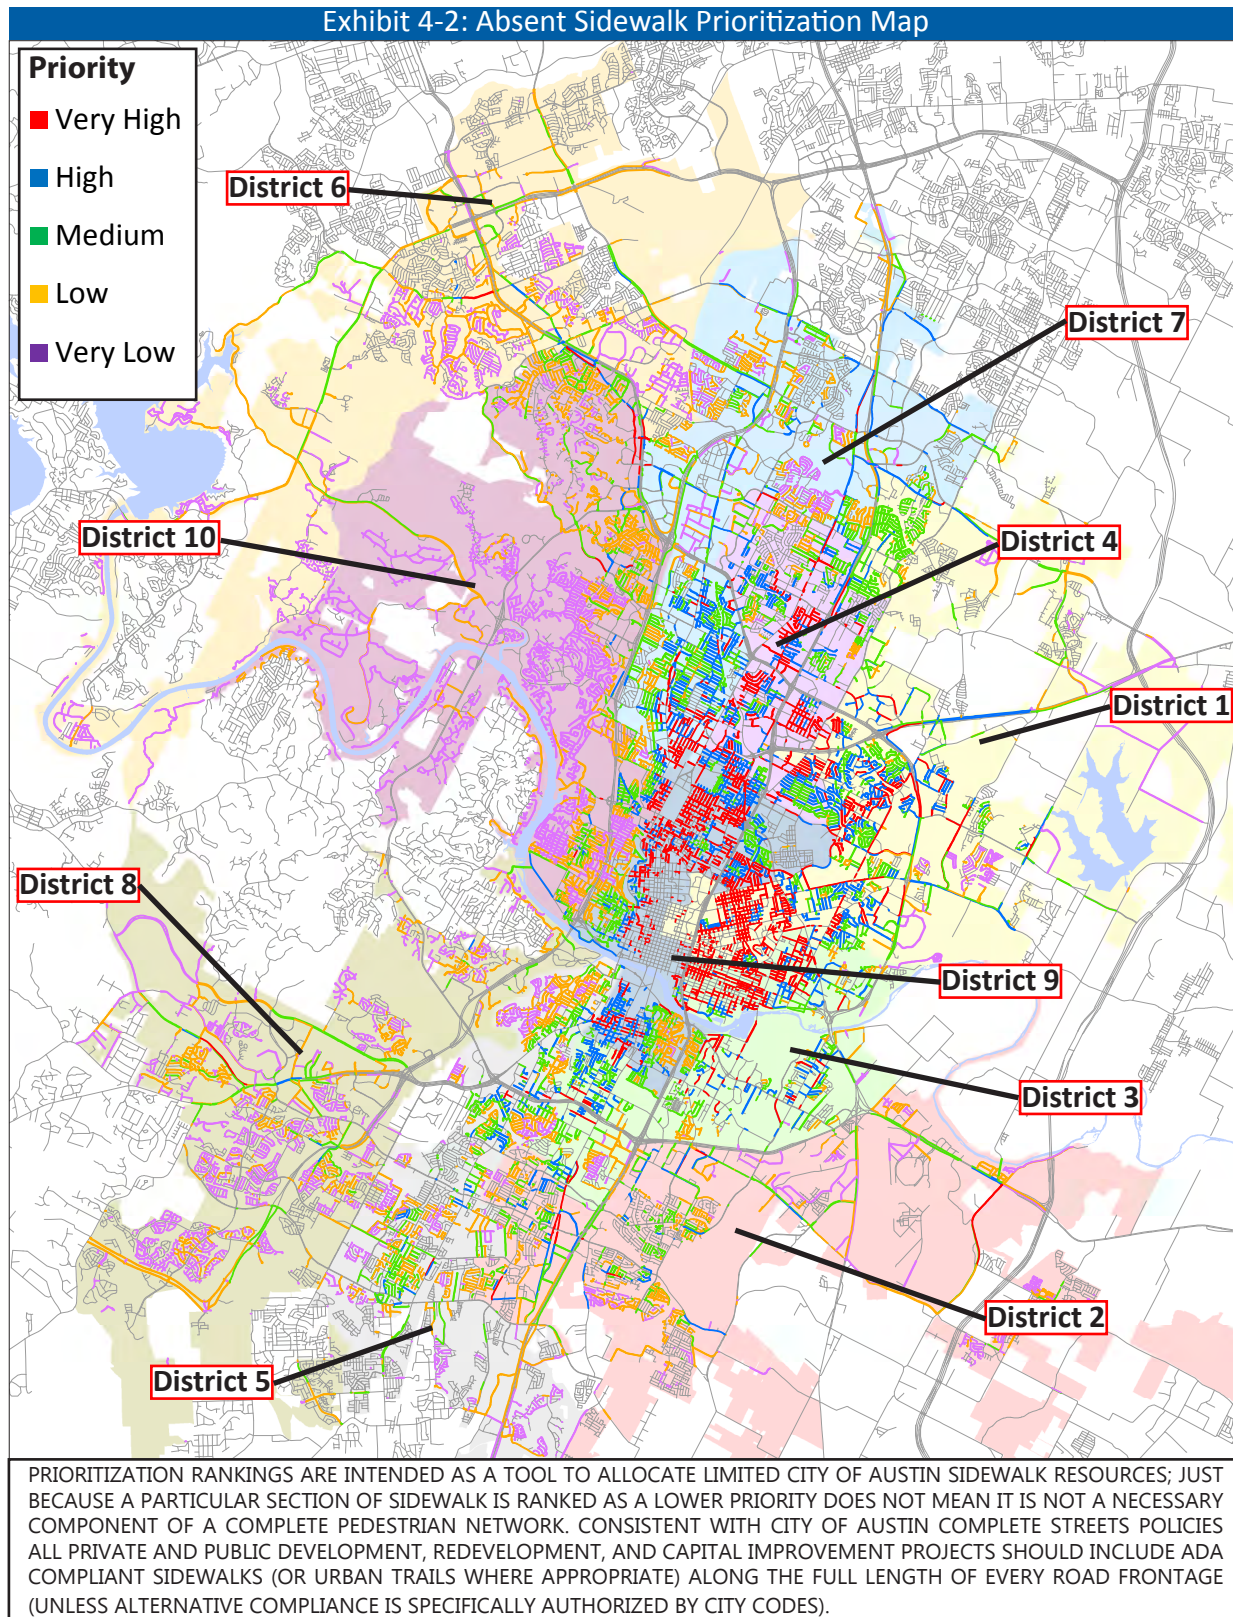 Exhibit 4-2: Absent Sidewalk Prioritization Map
Priority
Very High
High
Medium
Low
Very Low
District 6
District 7
District 10
District 4
District 1
District 8
District 9
District 3
District 2
District 5
PRIORITIZATION RANKINGS ARE INTENDED AS A TOOL TO ALLOCATE LIMITED CITY OF AUSTIN SIDEWALK RESOURCES; JUST
BECAUSE A PARTICULAR SECTION OF SIDEWALK IS RANKED AS A LOWER PRIORITY DOES NOT MEAN IT IS NOT A NECESSARY
COMPONENT OF A COMPLETE PEDESTRIAN NETWORK. CONSISTENT WITH CITY OF AUSTIN COMPLETE STREETS POLICIES
ALL PRIVATE AND PUBLIC DEVELOPMENT, REDEVELOPMENT, AND CAPITAL IMPROVEMENT PROJECTS SHOULD INCLUDE ADA
COMPLIANT SIDEWALKS (OR URBAN TRAILS WHERE APPROPRIATE) ALONG THE FULL LENGTH OF EVERY ROAD FRONTAGE
(UNLESS ALTERNATIVE COMPLIANCE IS SPECIFICALLY AUTHORIZED BY CITY CODES).